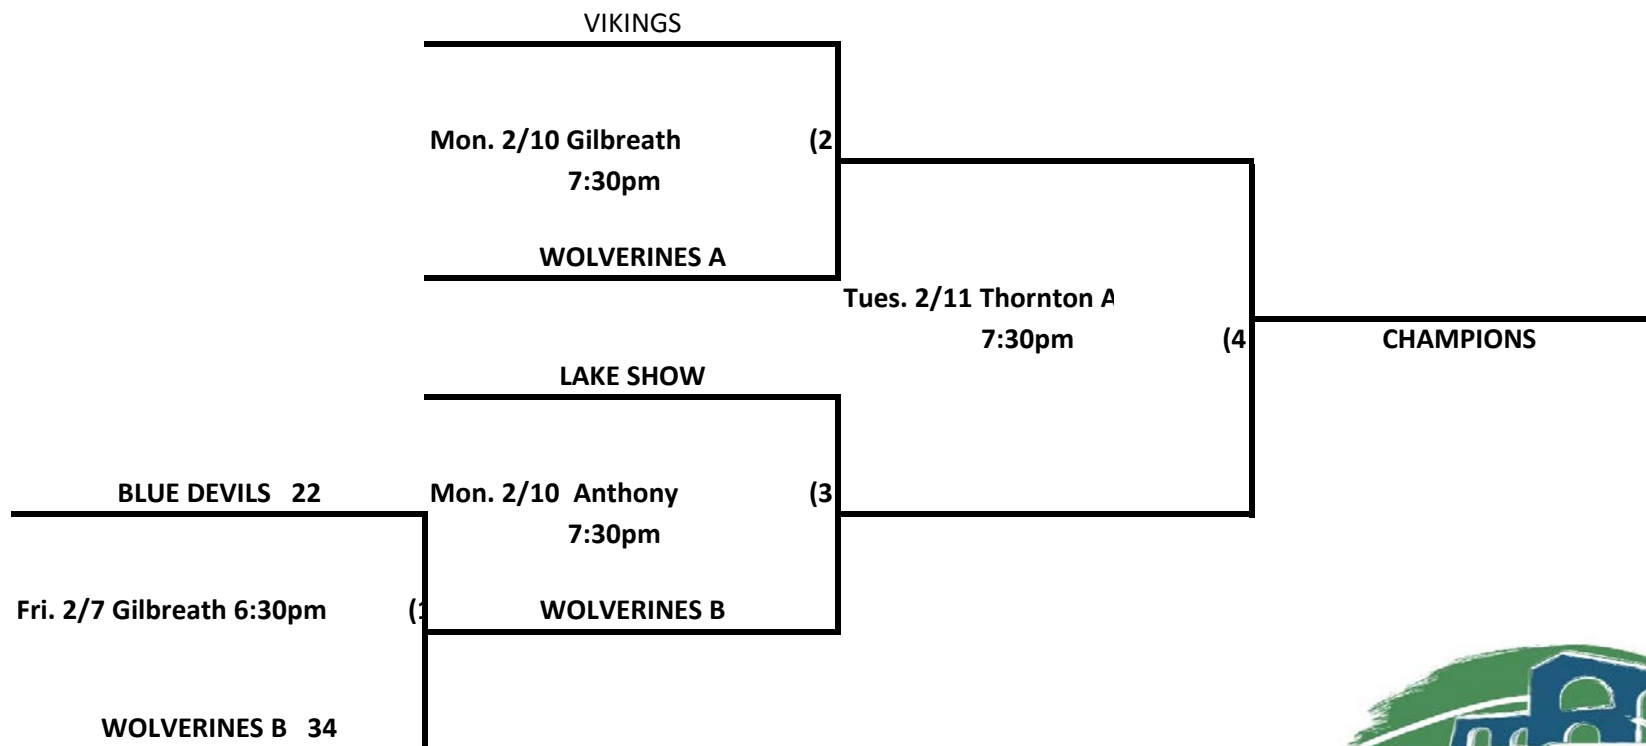 VIKINGS
Mon. 2/10 Gilbreath (2
7:30pm
WOLVERINES A
Tues. 2/11 Thornton A
7:30pm (4
CHAMPIONS
LAKE SHOW
BLUE DEVILS 22
Mon. 2/10 Anthony (3
7:30pm
Fri. 2/7 Gilbreath 6:30pm (1
WOLVERINES B
WOLVERINES B 34